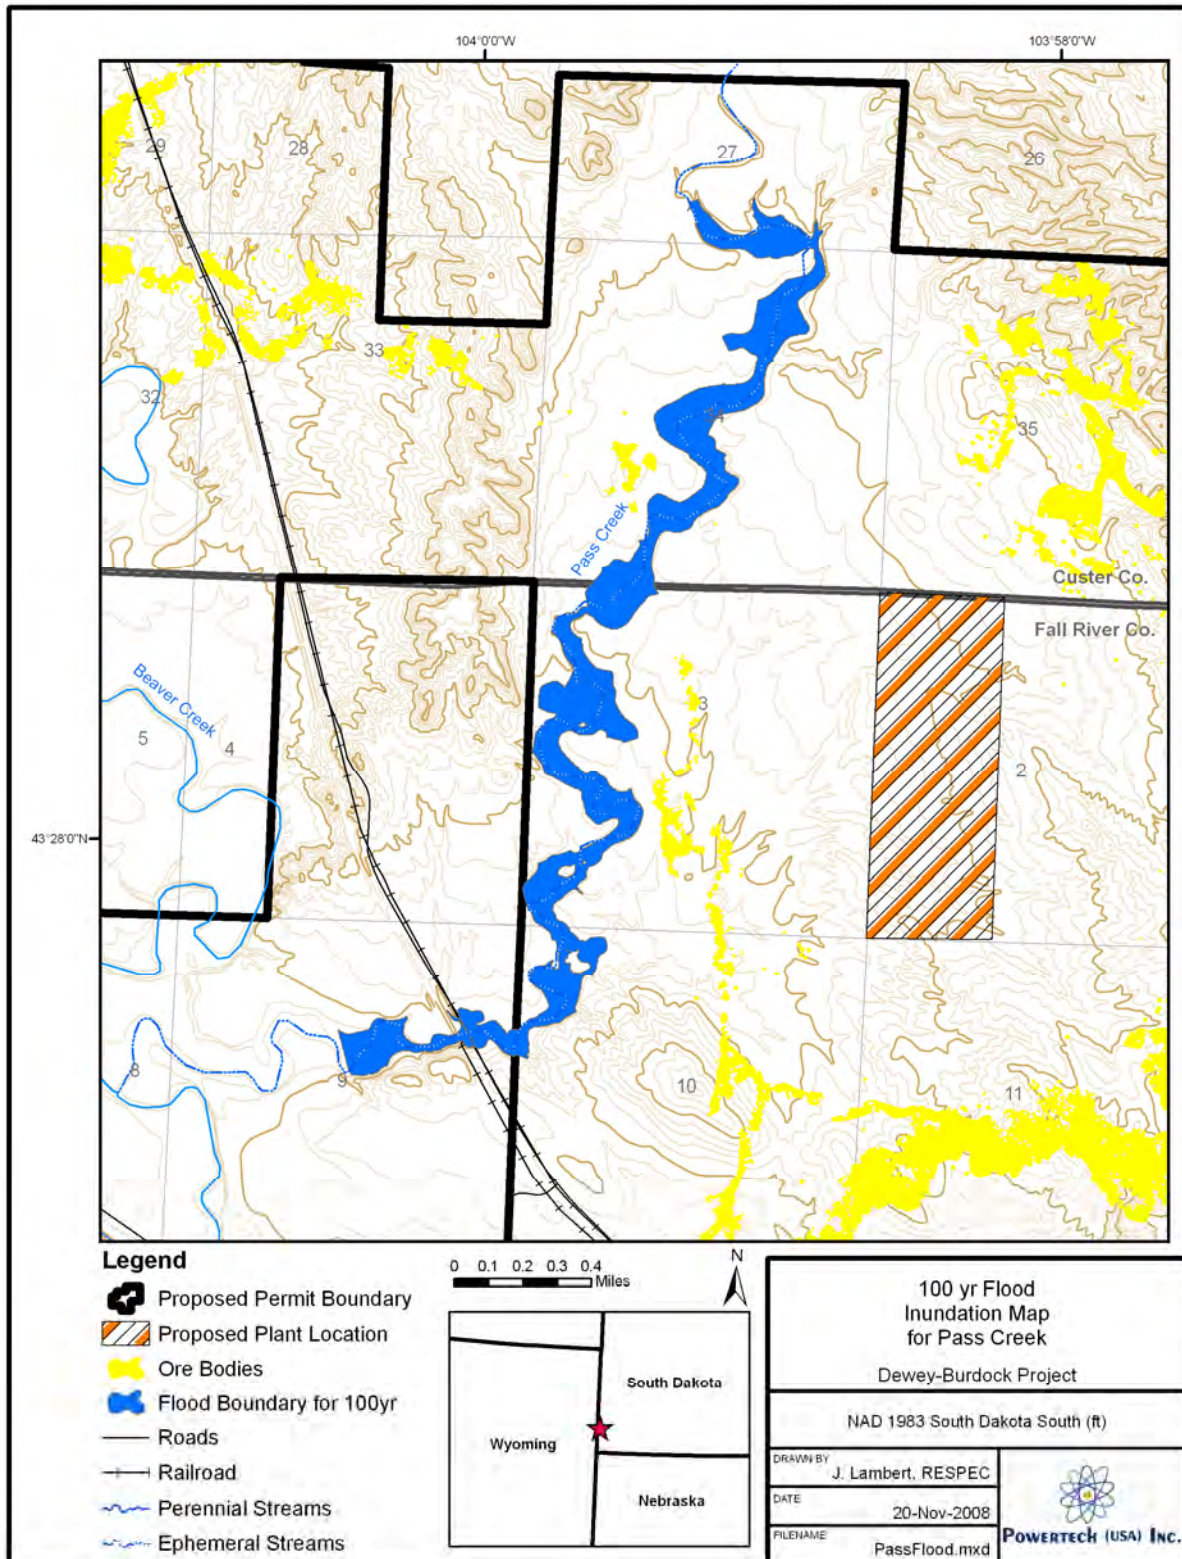 104°0'0"W
103°58'0"W
29
28
27
26
33
32
34
35
Pass Creek
Custer Co.
Fall River Co.
Beaver Creek
5
4
3
2
43°28'0"N
8
9
10
11
Legend
Proposed Permit Boundary
Proposed Plant Location
Ore Bodies
Flood Boundary for 100yr
Roads
Railroad
Perennial Streams
Ephemeral Streams
0 0.1 0.2 0.3 0.4
Miles
N
South Dakota
Wyoming
Nebraska
100 yr Flood
Inundation Map
for Pass Creek
Dewey-Burdock Project
NAD 1983 South Dakota South (ft)
DRAWN BY
J. Lambert, RESPEC
DATE
20-Nov-2008
FILENAME
PassFlood.mxd
POWERTECH (USA) INC.